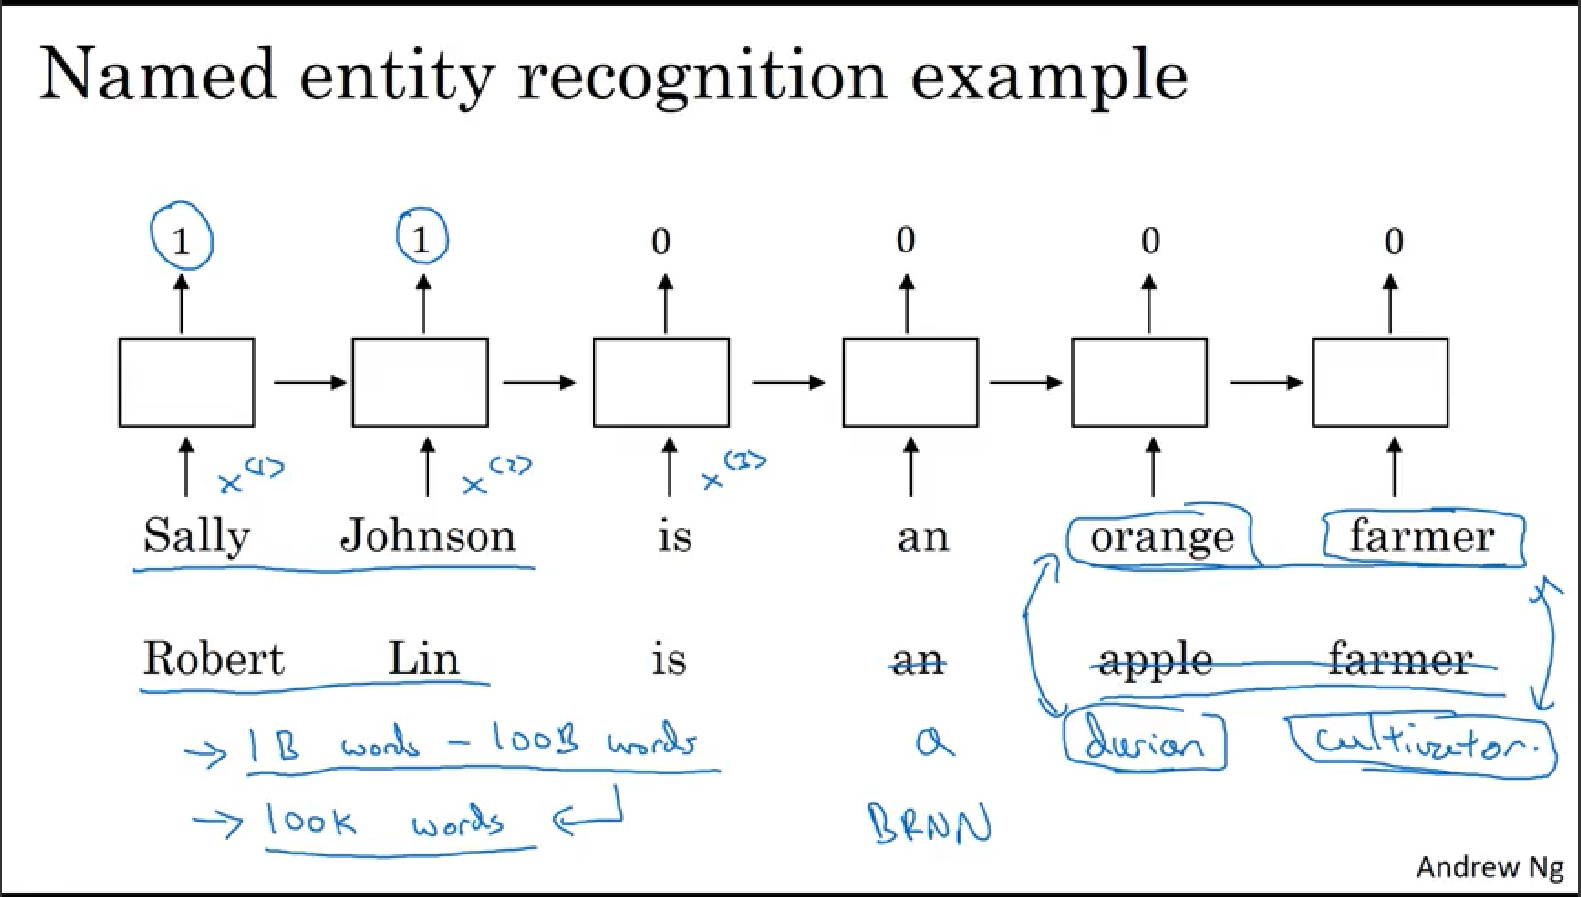 Named entity recognition example
1 1 0 0 0 0
x<1> x<2> x<3>
Sally Johnson is an orange farmer
Robert Lin is an apple farmer
→ 1B words - 100B words a durian cultivator.
→ 100K words BRNN
Andrew Ng